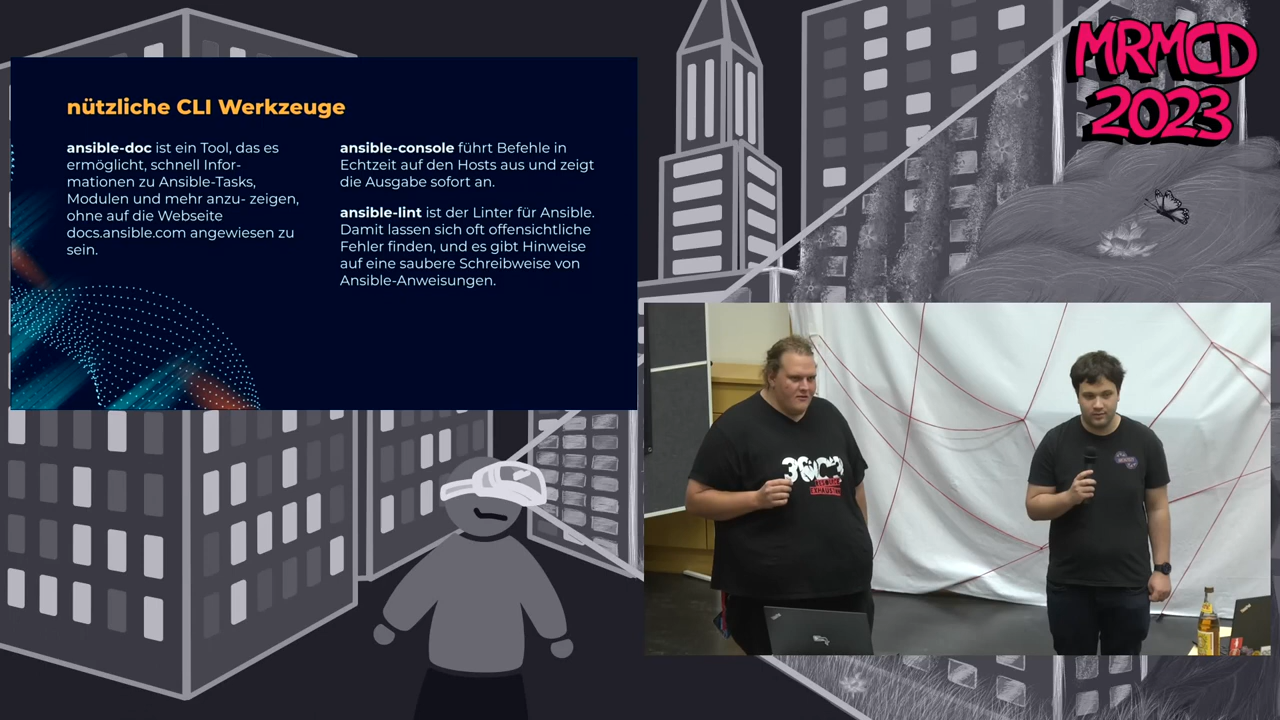 nützliche CLI Werkzeuge
ansible-doc ist ein Tool, das es
ermöglicht, schnell Infor-
mationen zu Ansible-Tasks,
Modulen und mehr anzu- zeigen,
ohne auf die Webseite
docs.ansible.com angewiesen zu
sein.
ansible-console führt Befehle in
Echtzeit auf den Hosts aus und zeigt
die Ausgabe sofort an.
ansible-lint ist der Linter für Ansible.
Damit lassen sich oft offensichtliche
Fehler finden, und es gibt Hinweise
auf eine saubere Schreibweise von
Ansible-Anweisungen.
MRMCD
2023